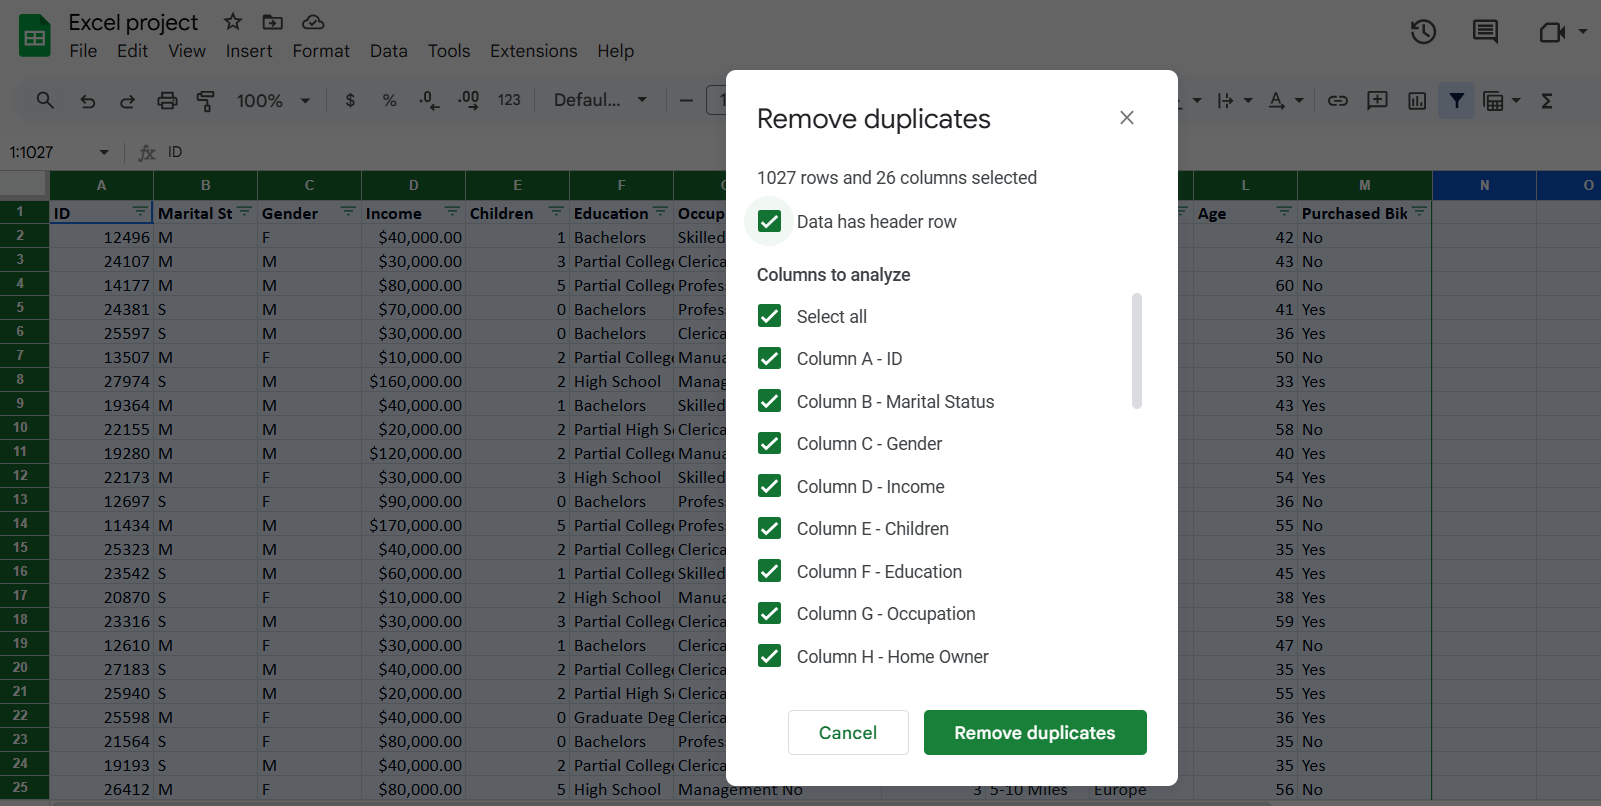 Excel project
File Edit View Insert Format Data Tools Extensions Help
100% $ % .0 .00 123 Defaul... 1
1:1027 fx ID
A B C D E F L M N O
1 ID Marital St Gender Income Children Education Occup Age Purchased Bik
2 12496 M F $40,000.00 1 Bachelors Skilled 42 No
3 24107 M M $30,000.00 3 Partial Colleg Clerica 43 No
4 14177 M M $80,000.00 5 Partial Colleg Profes 60 No
5 24381 S M $70,000.00 0 Bachelors Profes 41 Yes
6 25597 S M $30,000.00 0 Bachelors Clerica 36 Yes
7 13507 M F $10,000.00 2 Partial Colleg Manua 50 No
8 27974 S M $160,000.00 2 High School Manag 33 Yes
9 19364 M M $40,000.00 1 Bachelors Skilled 43 Yes
10 22155 M M $20,000.00 2 Partial High S Clerica 58 No
11 19280 M M $120,000.00 2 Partial Colleg Manua 40 Yes
12 22173 M F $30,000.00 3 High School Skilled 54 Yes
13 12697 S F $90,000.00 0 Bachelors Profes 36 No
14 11434 M M $170,000.00 5 Partial Colleg Profes 55 No
15 25323 M M $40,000.00 2 Partial Colleg Clerica 35 Yes
16 23542 S M $60,000.00 1 Partial Colleg Skilled 45 Yes
17 20870 S F $10,000.00 2 High School Manua 38 Yes
18 23316 S M $30,000.00 3 Partial Colleg Clerica 59 Yes
19 12610 M F $30,000.00 1 Bachelors Clerica 47 No
20 27183 S M $40,000.00 2 Partial Colleg Clerica 35 Yes
21 25940 S M $20,000.00 2 Partial High S Clerica 55 Yes
22 25598 M F $40,000.00 0 Graduate Deg Clerica 36 Yes
23 21564 S F $80,000.00 0 Bachelors Profes 35 No
24 19193 S M $40,000.00 2 Partial Colleg Clerica 35 Yes
25 26412 M F $80,000.00 5 High School Management No 3 5-10 Miles Europe 56 No
Remove duplicates
1027 rows and 26 columns selected
Data has header row
Columns to analyze
Select all
Column A - ID
Column B - Marital Status
Column C - Gender
Column D - Income
Column E - Children
Column F - Education
Column G - Occupation
Column H - Home Owner
Cancel Remove duplicates